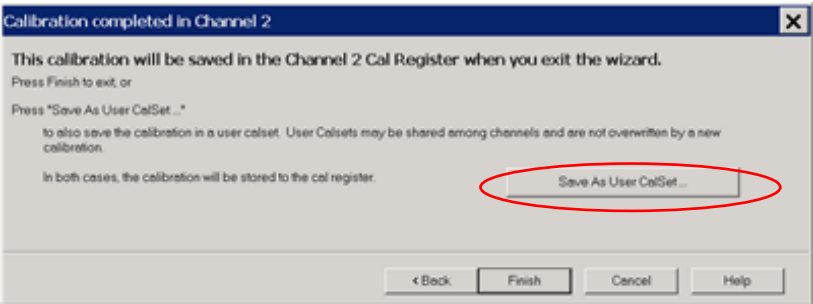 Calibration completed in Channel 2
This calibration will be saved in the Channel 2 Cal Register when you exit the wizard.
Press Finish to exit, or
Press "Save As User CalSet ..."
to also save the calibration in a user calset. User Calsets may be shared among channels and are not overwritten by a new
calibration.
In both cases, the calibration will be stored to the cal register.
Save As User CalSet ...
< Back
Finish
Cancel
Help